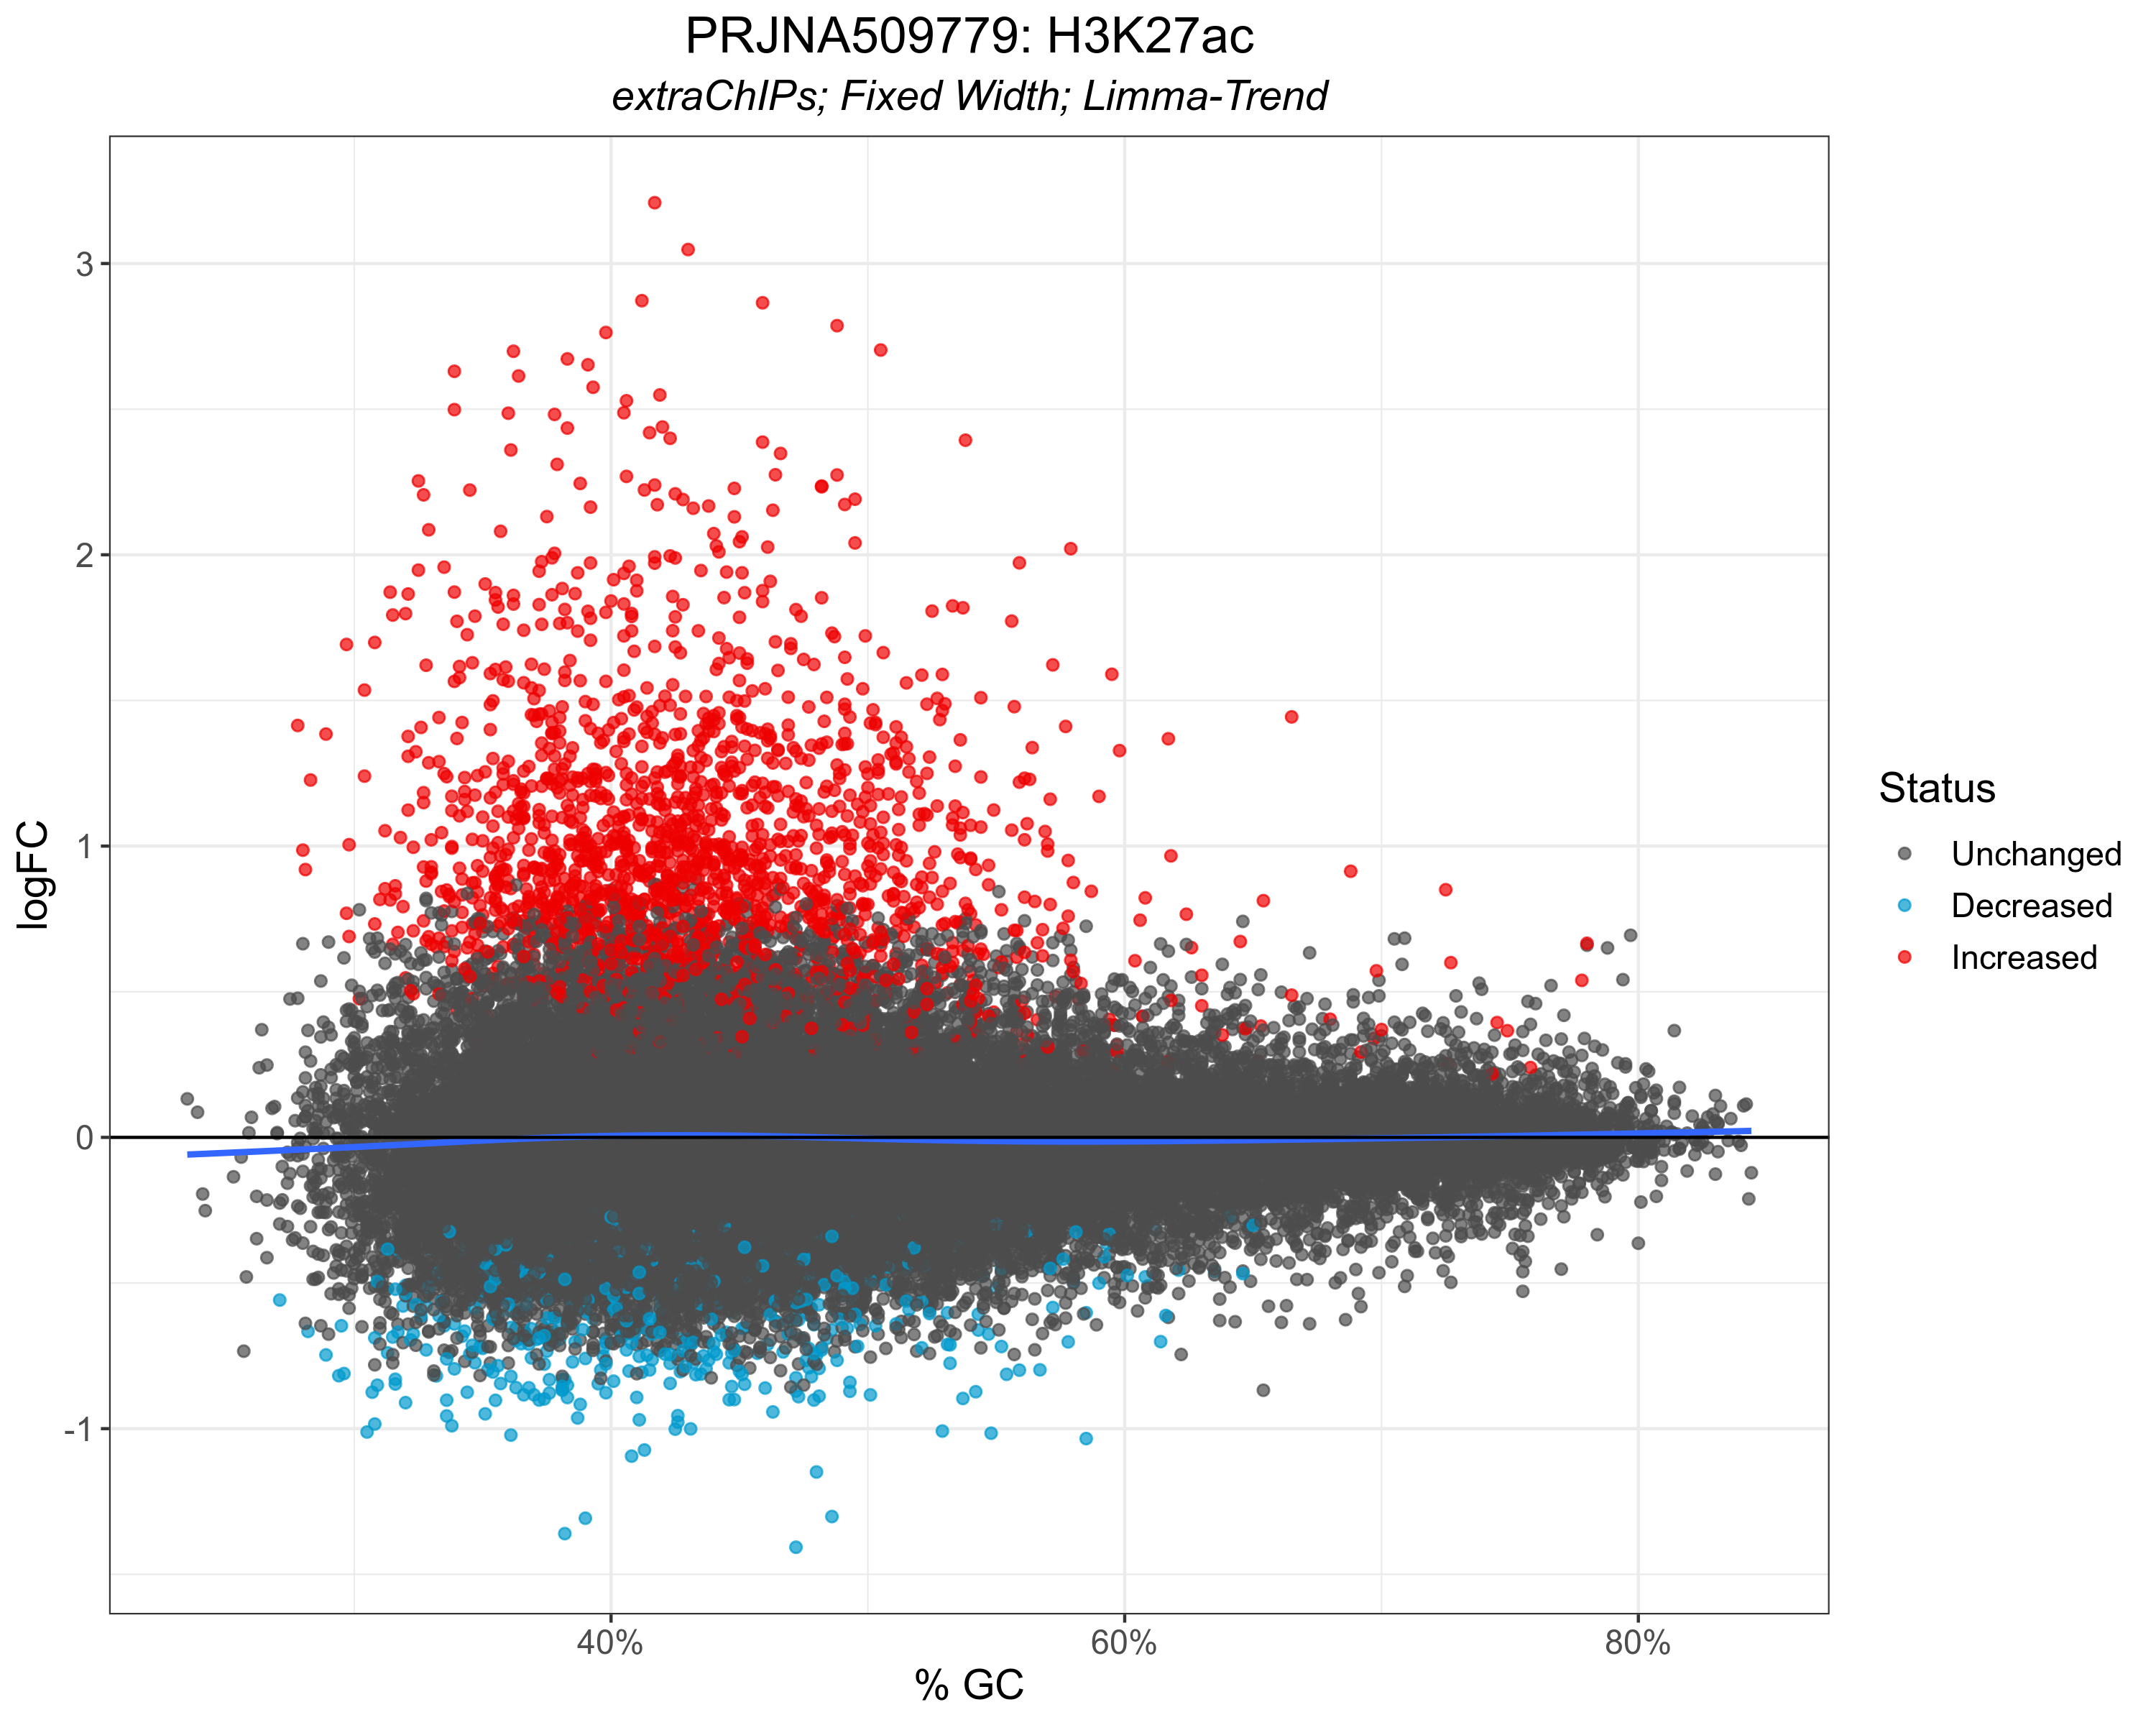 PRJNA509779: H3K27ac
extraChIPs; Fixed Width; Limma-Trend
3
2
1
0
-1
logFC
40%
60%
80%
% GC
Status
Unchanged
Decreased
Increased